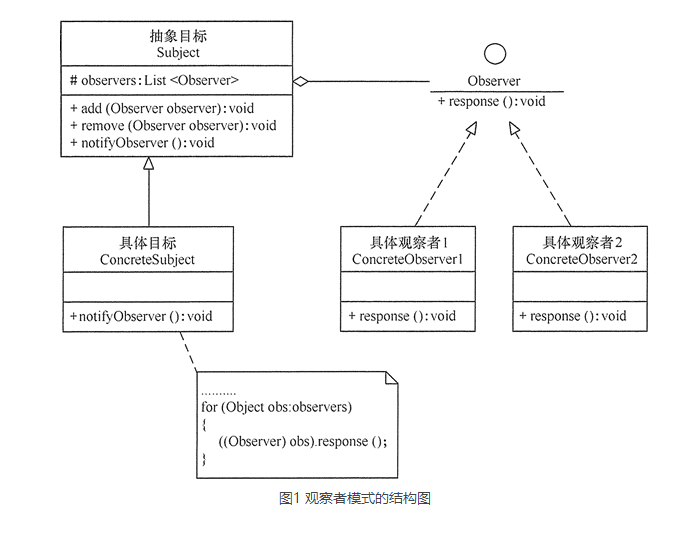 抽象目标
Subject
# observers:List <Observer>
+ add (Observer observer):void
+ remove (Observer observer):void
+ notifyObserver ():void
Observer
+ response ():void
具体目标
ConcreteSubject
+notifyObserver ():void
具体观察者1
ConcreteObserver1
+ response ():void
具体观察者2
ConcreteObserver2
+ response ():void
..........
for (Object obs:observers)
{
((Observer) obs).response ();
}
图1 观察者模式的结构图